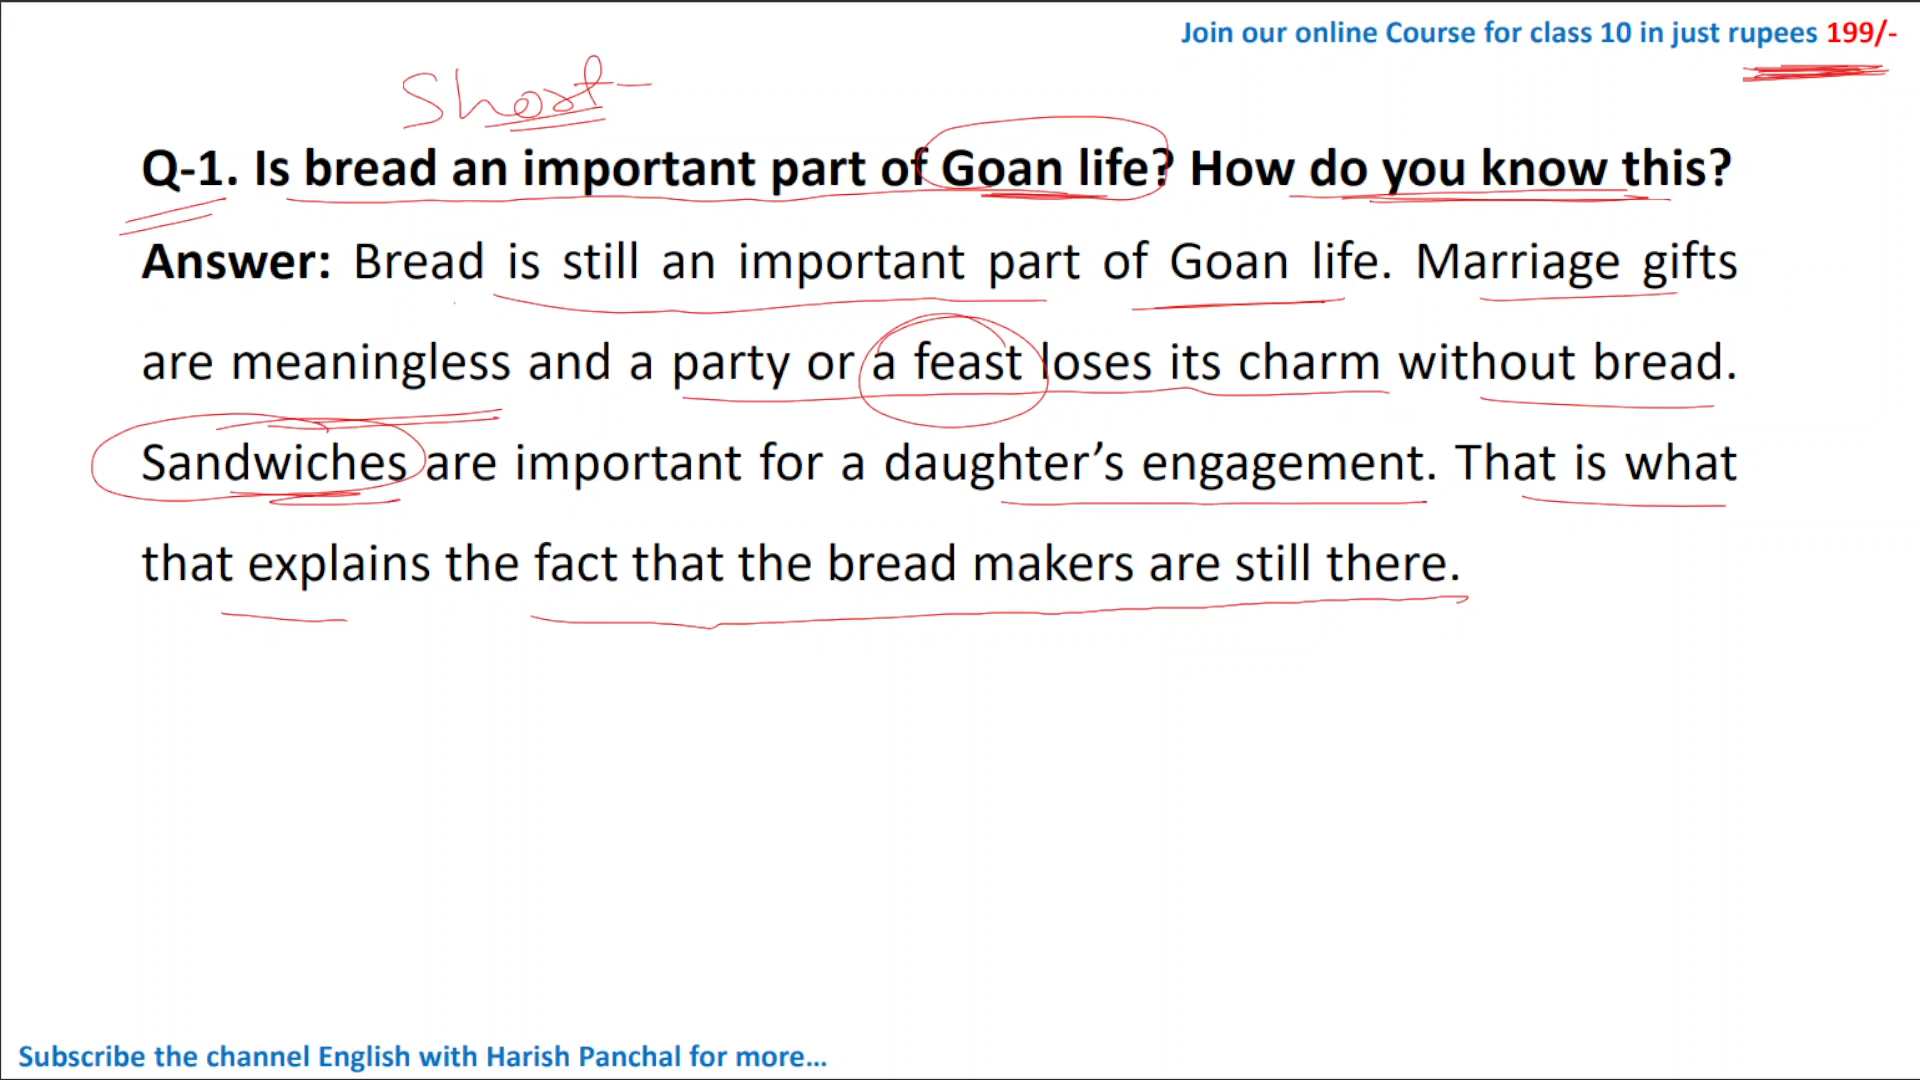 Join our online Course for class 10 in just rupees 199/-
Short-
Q-1. Is bread an important part of Goan life? How do you know this?
Answer: Bread is still an important part of Goan life. Marriage gifts
are meaningless and a party or a feast loses its charm without bread.
Sandwiches are important for a daughter’s engagement. That is what
that explains the fact that the bread makers are still there.
Subscribe the channel English with Harish Panchal for more...